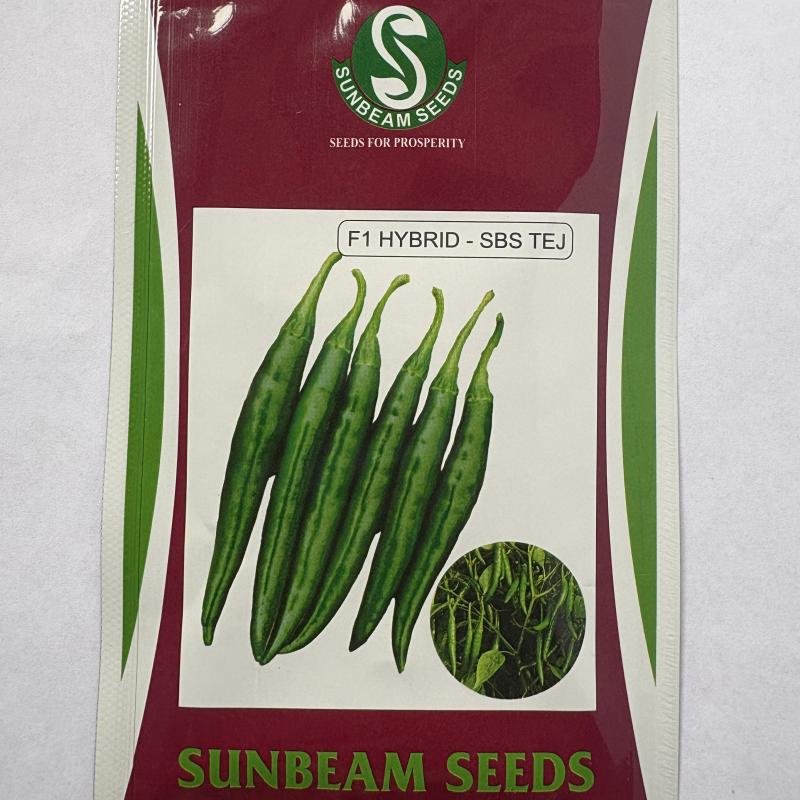 SUNBEAM SEEDS
SEEDS FOR PROSPERITY
F1 HYBRID - SBS TEJ
SUNBEAM SEEDS